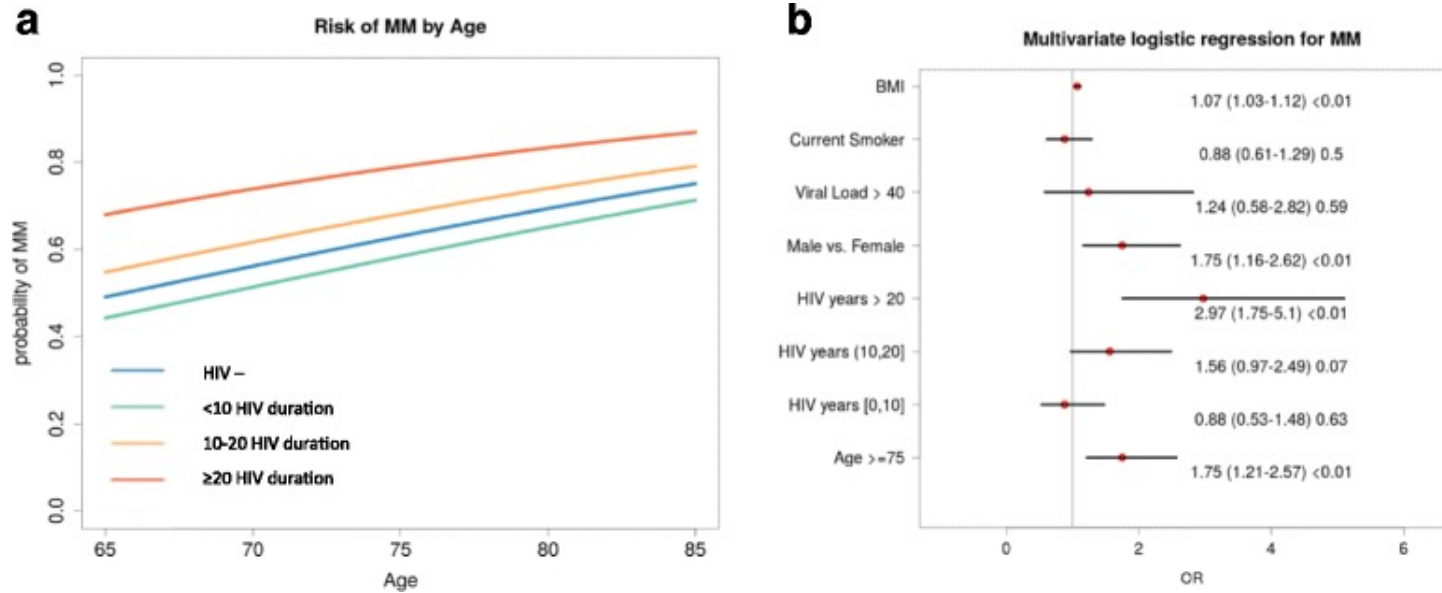 a
Risk of MM by Age
probability of MM
1.0
0.8
0.6
0.4
0.2
0.0
HIV –
<10 HIV duration
10-20 HIV duration
≥20 HIV duration
65 70 75 80 85
Age
b
Multivariate logistic regression for MM
BMI
1.07 (1.03-1.12) <0.01
Current Smoker
0.88 (0.61-1.29) 0.5
Viral Load > 40
1.24 (0.58-2.82) 0.59
Male vs. Female
1.75 (1.16-2.62) <0.01
HIV years > 20
2.97 (1.75-5.1) <0.01
HIV years (10,20]
1.56 (0.97-2.49) 0.07
HIV years [0,10]
0.88 (0.53-1.48) 0.63
Age >=75
1.75 (1.21-2.57) <0.01
0 2 4 6
OR